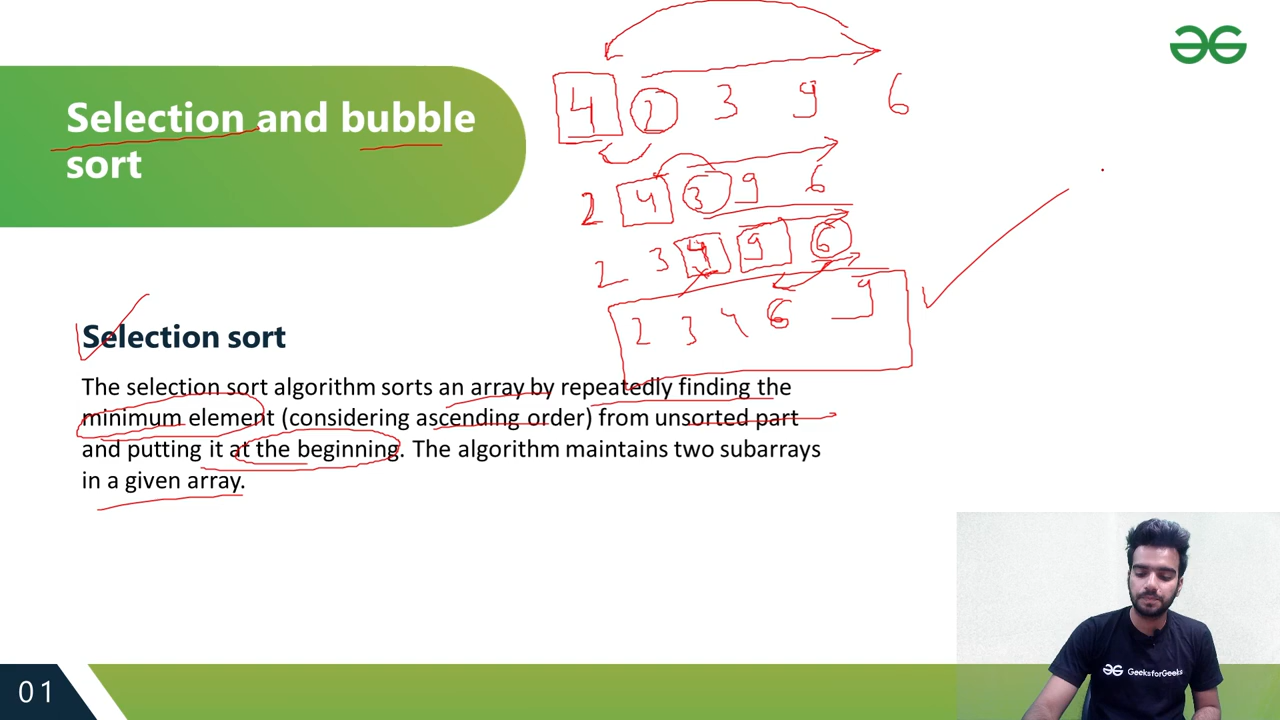 Selection and bubble
sort
4 2 3 9 6
2 4 3 9 6
2 3 4 9 6
2 3 4 6 9
Selection sort
The selection sort algorithm sorts an array by repeatedly finding the
minimum element (considering ascending order) from unsorted part
and putting it at the beginning. The algorithm maintains two subarrays
in a given array.
GeeksforGeeks
01